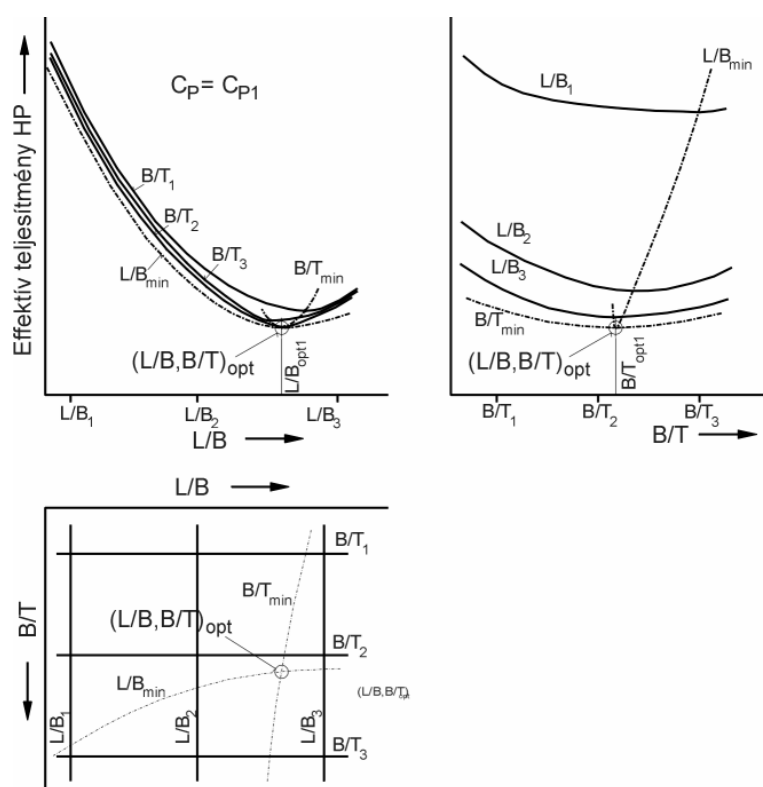 Effektív teljesítmény HP
C_P = C_P1
B/T_1
B/T_2
B/T_3
L/B_min
B/T_min
(L/B,B/T)_opt
L/B_opt1
L/B_1
L/B_2
L/B_3
L/B
L/B_min
L/B_1
L/B_2
L/B_3
B/T_min
(L/B,B/T)_opt
B/T_opt1
B/T_1
B/T_2
B/T_3
B/T
L/B
B/T
B/T_1
B/T_min
(L/B,B/T)_opt
B/T_2
L/B_min
(L/B,B/T)_opt
L/B_1
L/B_2
L/B_3
B/T_3